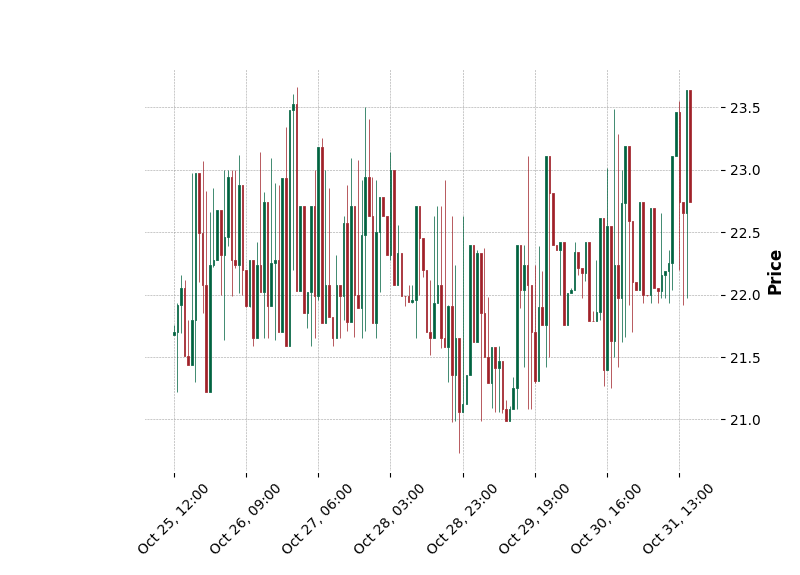 23.5
23.0
22.5
22.0
21.5
21.0
Price
Oct 25, 12:00
Oct 26, 09:00
Oct 27, 06:00
Oct 28, 03:00
Oct 28, 23:00
Oct 29, 19:00
Oct 30, 16:00
Oct 31, 13:00